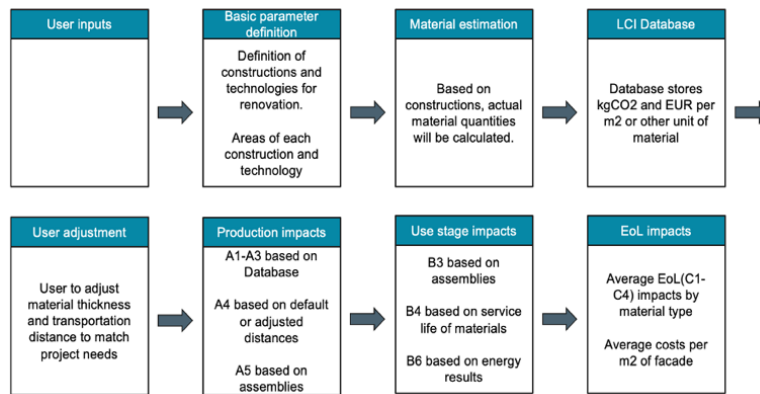 User inputs
Basic parameter
definition
Definition of
constructions and
technologies for
renovation.
Areas of each
construction and
technology
Material estimation
Based on
constructions, actual
material quantities
will be calculated.
LCI Database
Database stores
kgCO2 and EUR per
m2 or other unit of
material
User adjustment
User to adjust
material thickness
and transportation
distance to match
project needs
Production impacts
A1-A3 based on
Database
A4 based on default
or adjusted
distances
A5 based on
assemblies
Use stage impacts
B3 based on
assemblies
B4 based on service
life of materials
B6 based on energy
results
EoL impacts
Average EoL(C1-
C4) impacts by
material type
Average costs per
m2 of facade